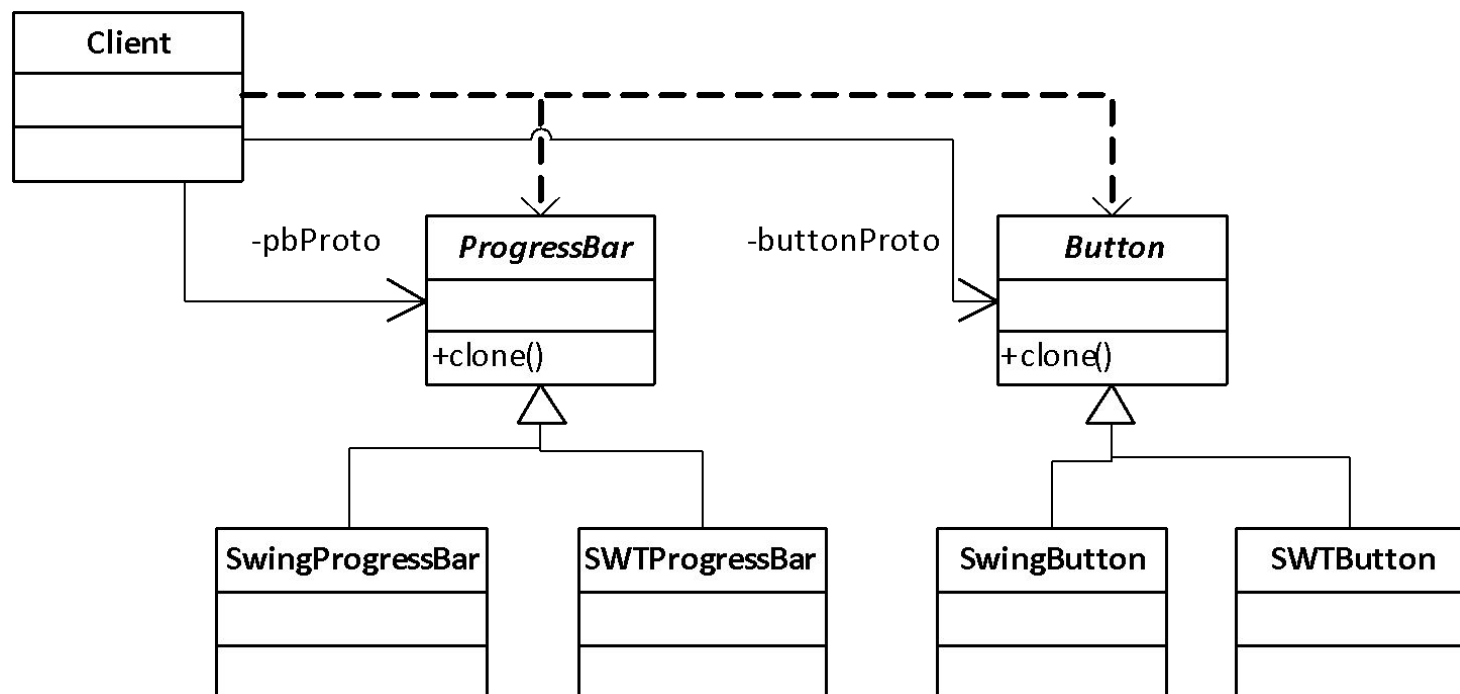 Client
-pbProto
ProgressBar
-buttonProto
Button
+clone()
+clone()
SwingProgressBar
SWTProgressBar
SwingButton
SWTButton